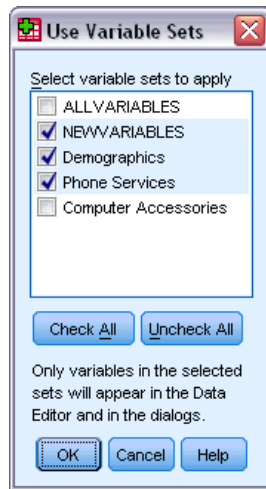 Use Variable Sets
Select variable sets to apply
ALLVARIABLES
NEWVARIABLES
Demographics
Phone Services
Computer Accessories
Check All Uncheck All
Only variables in the selected
sets will appear in the Data
Editor and in the dialogs.
OK Cancel Help